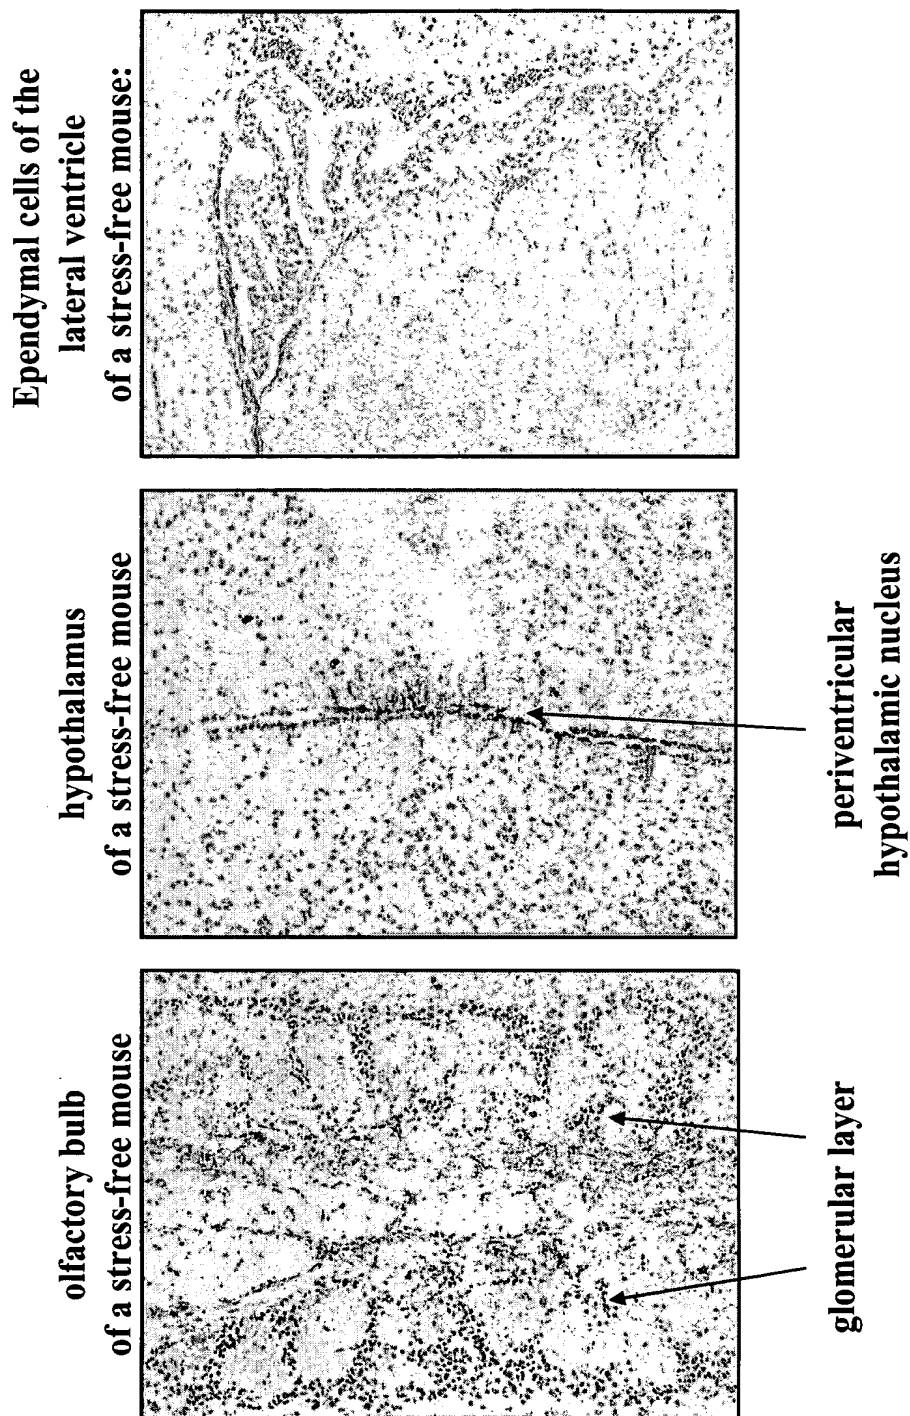 olfactory bulb
of a stress-free mouse
hypothalamus
of a stress-free mouse
Ependymal cells of the
lateral ventricle
of a stress-free mouse:
glomerular layer
periventricular
hypothalamic nucleus